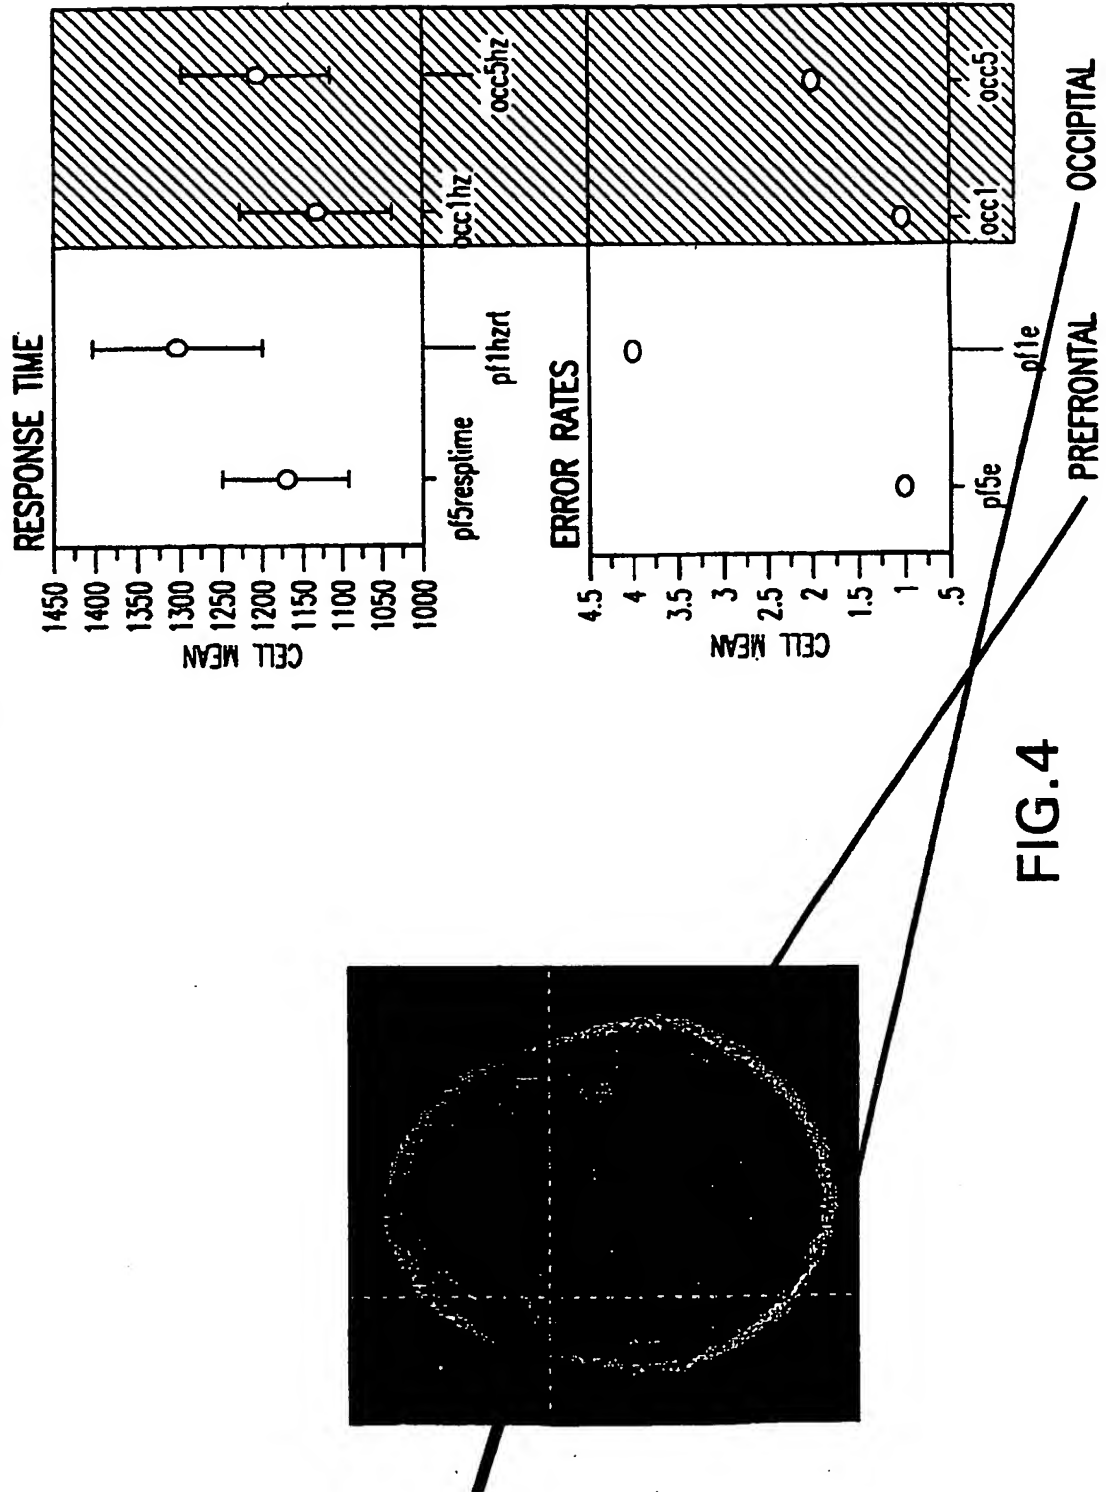 RESPONSE TIME
CELL MEAN
1450
1400
1350
1300
1250
1200
1150
1100
1050
1000
pf5resptime
pf1hzrt
occ1hz
occ5hz
ERROR RATES
CELL MEAN
4.5
4
3.5
3
2.5
2
1.5
1
.5
pf5e
pf1e
occ1
occ5
PREFRONTAL
OCCIPITAL
FIG.4